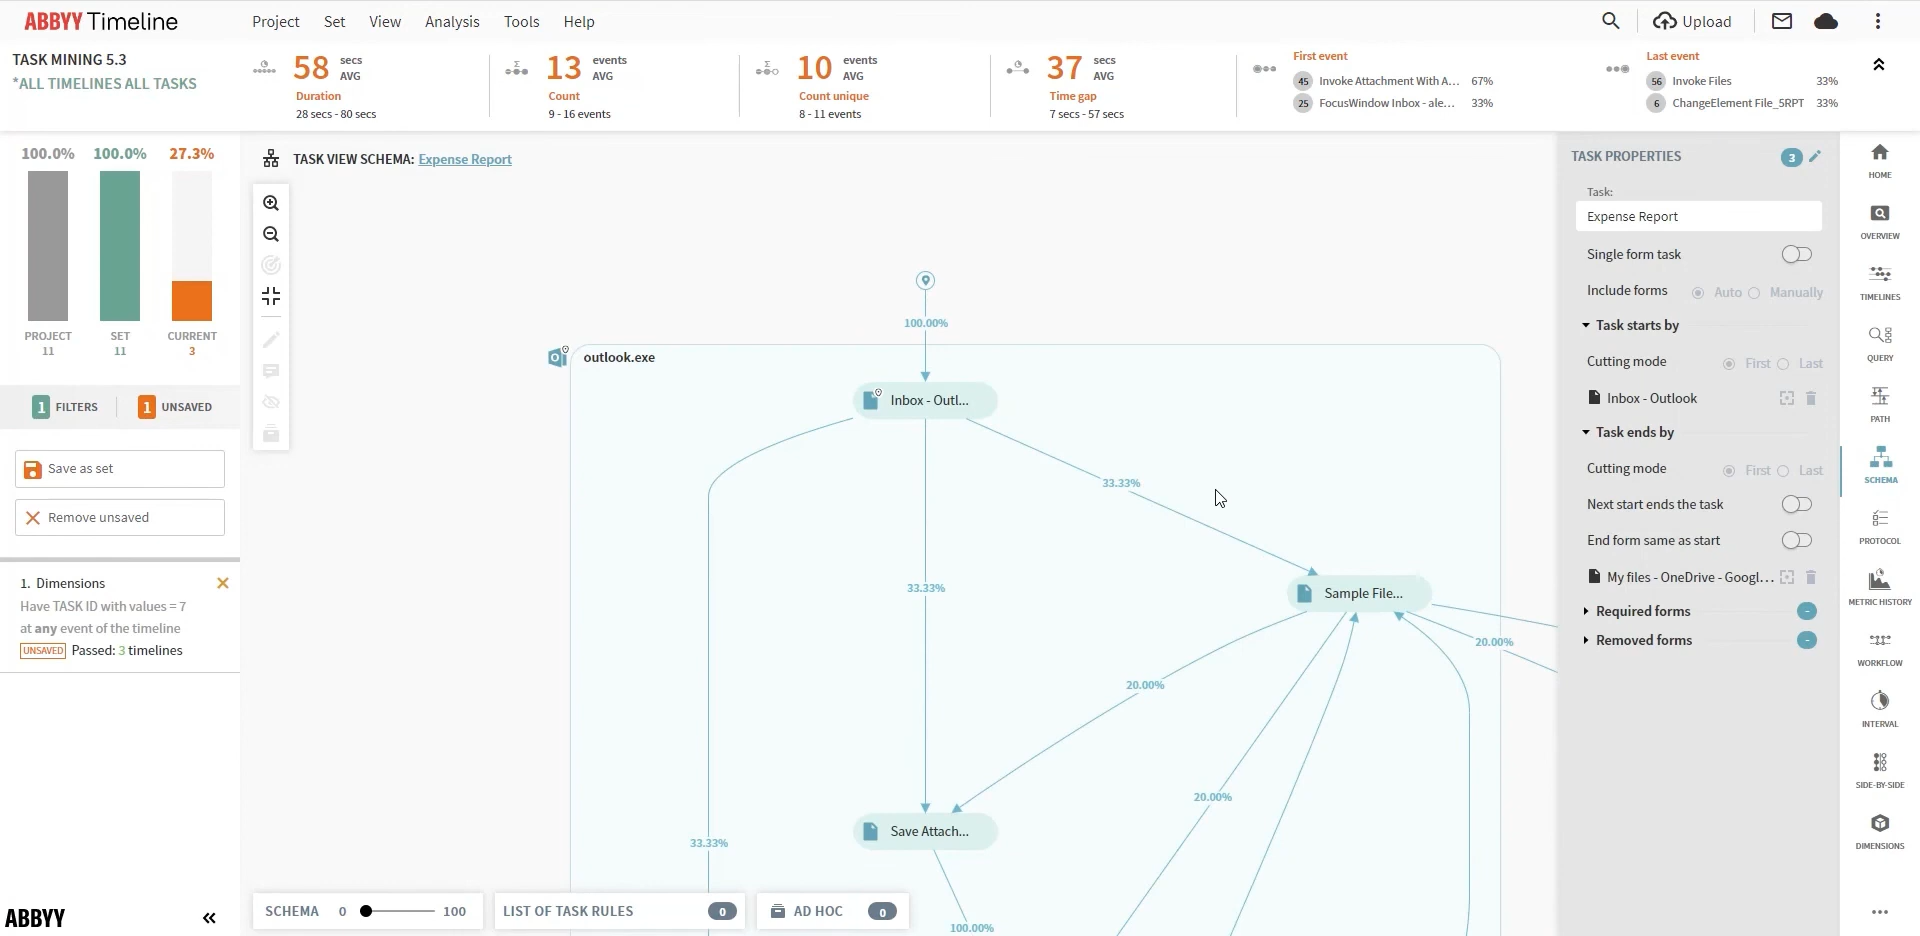 ABBYY Timeline
Project
Set
View
Analysis
Tools
Help
Upload
TASK MINING 5.3
*ALL TIMELINES ALL TASKS
58 secs AVG
Duration
28 secs - 80 secs
13 events AVG
Count
9 - 16 events
10 events AVG
Count unique
8 - 11 events
37 secs AVG
Time gap
7 secs - 57 secs
First event
45 Invoke Attachment With A... 67%
25 FocusWindow Inbox - ale... 33%
Last event
56 Invoke Files 33%
6 ChangeElement File_5RPT 33%
100.0% 100.0% 27.3%
PROJECT SET CURRENT
11 11 3
1 FILTERS 1 UNSAVED
Save as set
Remove unsaved
1. Dimensions
Have TASK ID with values = 7
at any event of the timeline
UNSAVED Passed: 3 timelines
ABBYY
TASK VIEW SCHEMA: Expense Report
100.00%
outlook.exe
Inbox - Outl...
33.33%
33.33%
Sample File...
20.00%
20.00%
20.00%
Save Attach...
33.33%
100.00%
SCHEMA 0 100
LIST OF TASK RULES 0
AD HOC 0
TASK PROPERTIES 3
Task:
Expense Report
Single form task
Include forms Auto Manually
Task starts by
Cutting mode First Last
Inbox - Outlook
Task ends by
Cutting mode First Last
Next start ends the task
End form same as start
My files - OneDrive - Googl...
Required forms -
Removed forms -
HOME
OVERVIEW
TIMELINES
QUERY
PATH
SCHEMA
PROTOCOL
METRIC HISTORY
WORKFLOW
INTERVAL
SIDE-BY-SIDE
DIMENSIONS